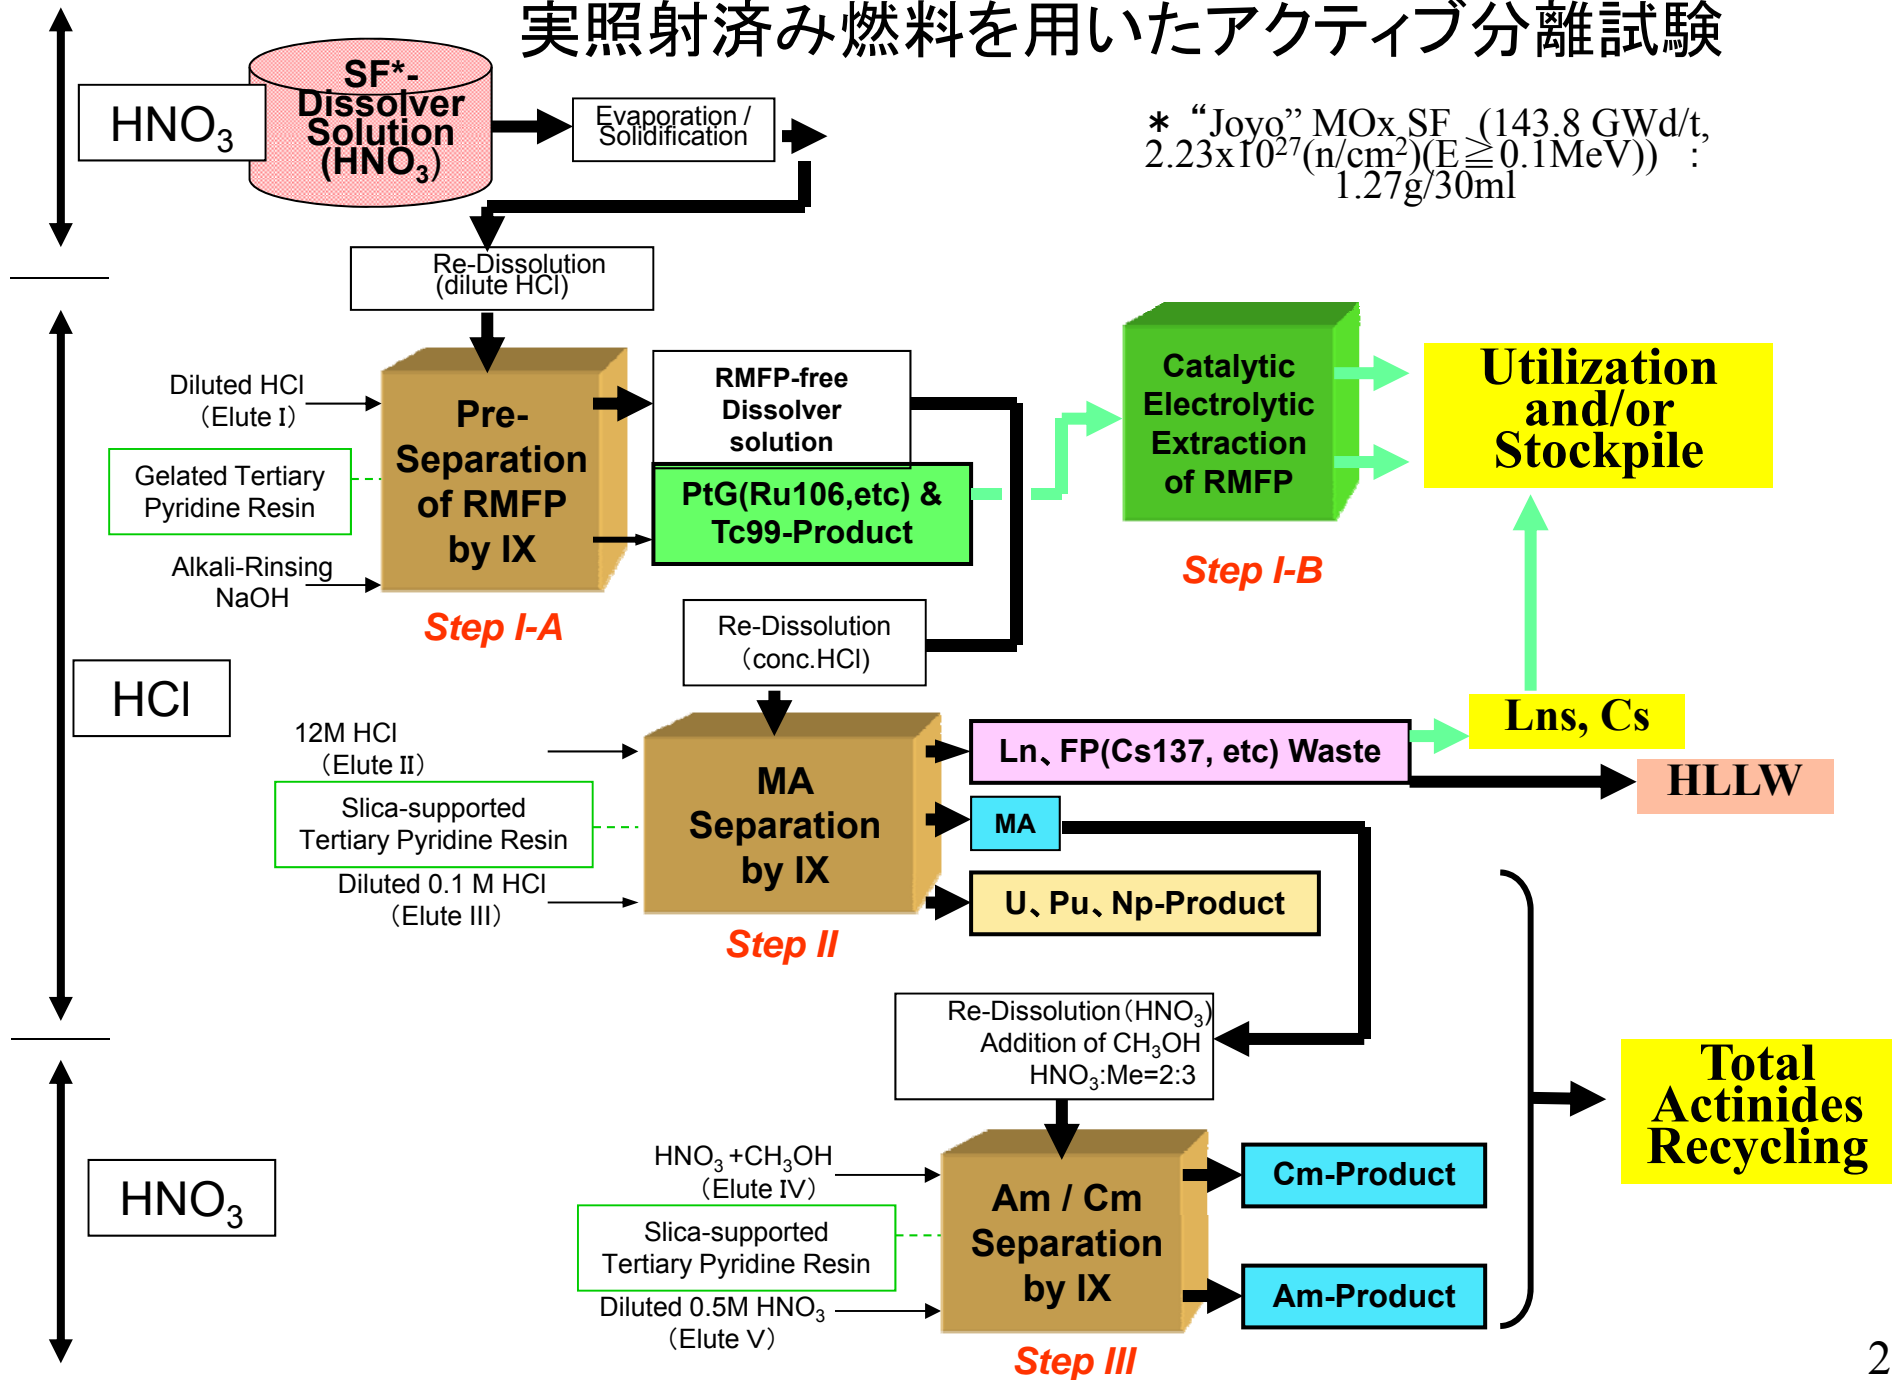 実照射済み燃料を用いたアクティブ分離試験
HNO3
SF*-
Dissolver
Solution
(HNO3)
Evaporation /
Solidification
* “Joyo” MOx SF (143.8 GWd/t,
2.23x10^27(n/cm^2)(E≧0.1MeV)) :
1.27g/30ml
Re-Dissolution
(dilute HCl)
Diluted HCl
（Elute I）
Gelated Tertiary
Pyridine Resin
Alkali-Rinsing
NaOH
Pre-
Separation
of RMFP
by IX
Step I-A
RMFP-free
Dissolver
solution
PtG(Ru106,etc) &
Tc99-Product
Catalytic
Electrolytic
Extraction
of RMFP
Step I-B
Utilization
and/or
Stockpile
Re-Dissolution
（conc.HCl）
HCl
12M HCl
（Elute II）
Slica-supported
Tertiary Pyridine Resin
Diluted 0.1 M HCl
（Elute III）
MA
Separation
by IX
Step II
Ln、FP(Cs137, etc) Waste
MA
U、Pu、Np-Product
Lns, Cs
HLLW
Re-Dissolution（HNO3）
Addition of CH3OH
HNO3:Me=2:3
HNO3
HNO3 +CH3OH
（Elute IV）
Slica-supported
Tertiary Pyridine Resin
Diluted 0.5M HNO3
（Elute V）
Am / Cm
Separation
by IX
Step III
Cm-Product
Am-Product
Total
Actinides
Recycling
2